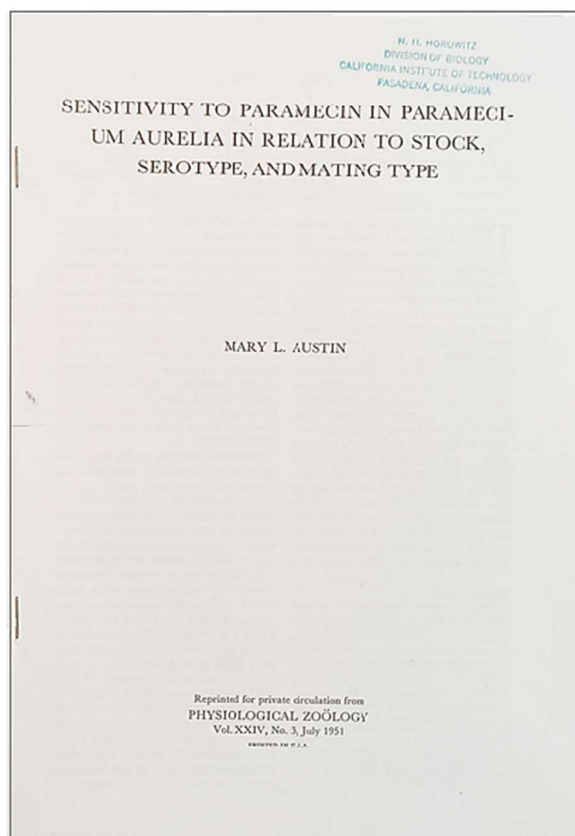 N. H. HOROWITZ
DIVISION OF BIOLOGY
CALIFORNIA INSTITUTE OF TECHNOLOGY
PASADENA, CALIFORNIA
SENSITIVITY TO PARAMECIN IN PARAMECI-
UM AURELIA IN RELATION TO STOCK,
SEROTYPE, AND MATING TYPE
MARY L. AUSTIN
Reprinted for private circulation from
PHYSIOLOGICAL ZOÖLOGY
Vol. XXIV, No. 3, July 1951
PRINTED IN U.S.A.